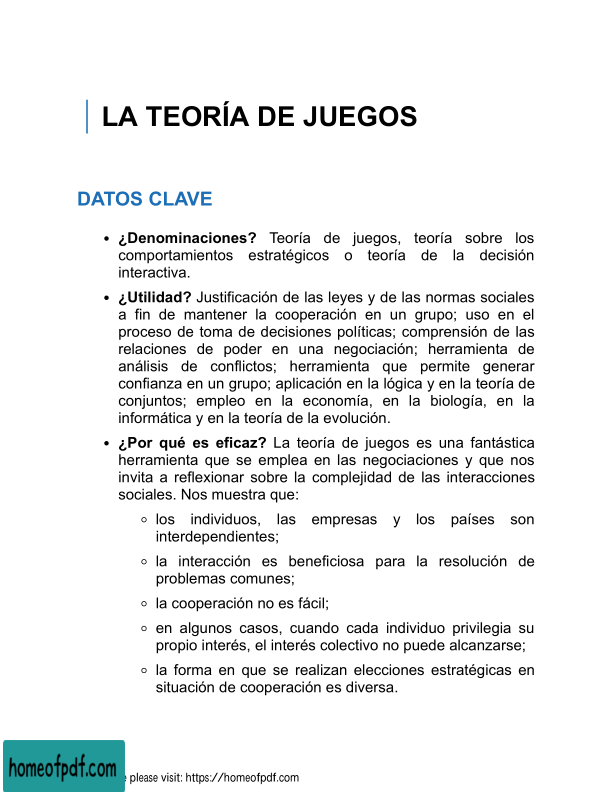 LA TEORÍA DE JUEGOS
DATOS CLAVE
• ¿Denominaciones? Teoría de juegos, teoría sobre los
comportamientos estratégicos o teoría de la decisión
interactiva.
• ¿Utilidad? Justificación de las leyes y de las normas sociales
a fin de mantener la cooperación en un grupo; uso en el
proceso de toma de decisiones políticas; comprensión de las
relaciones de poder en una negociación; herramienta de
análisis de conflictos; herramienta que permite generar
confianza en un grupo; aplicación en la lógica y en la teoría de
conjuntos; empleo en la economía, en la biología, en la
informática y en la teoría de la evolución.
• ¿Por qué es eficaz? La teoría de juegos es una fantástica
herramienta que se emplea en las negociaciones y que nos
invita a reflexionar sobre la complejidad de las interacciones
sociales. Nos muestra que:
◦ los individuos, las empresas y los países son
interdependientes;
◦ la interacción es beneficiosa para la resolución de
problemas comunes;
◦ la cooperación no es fácil;
◦ en algunos casos, cuando cada individuo privilegia su
propio interés, el interés colectivo no puede alcanzarse;
◦ la forma en que se realizan elecciones estratégicas en
situación de cooperación es diversa.
homeofpdf.com
please visit: https://homeofpdf.com